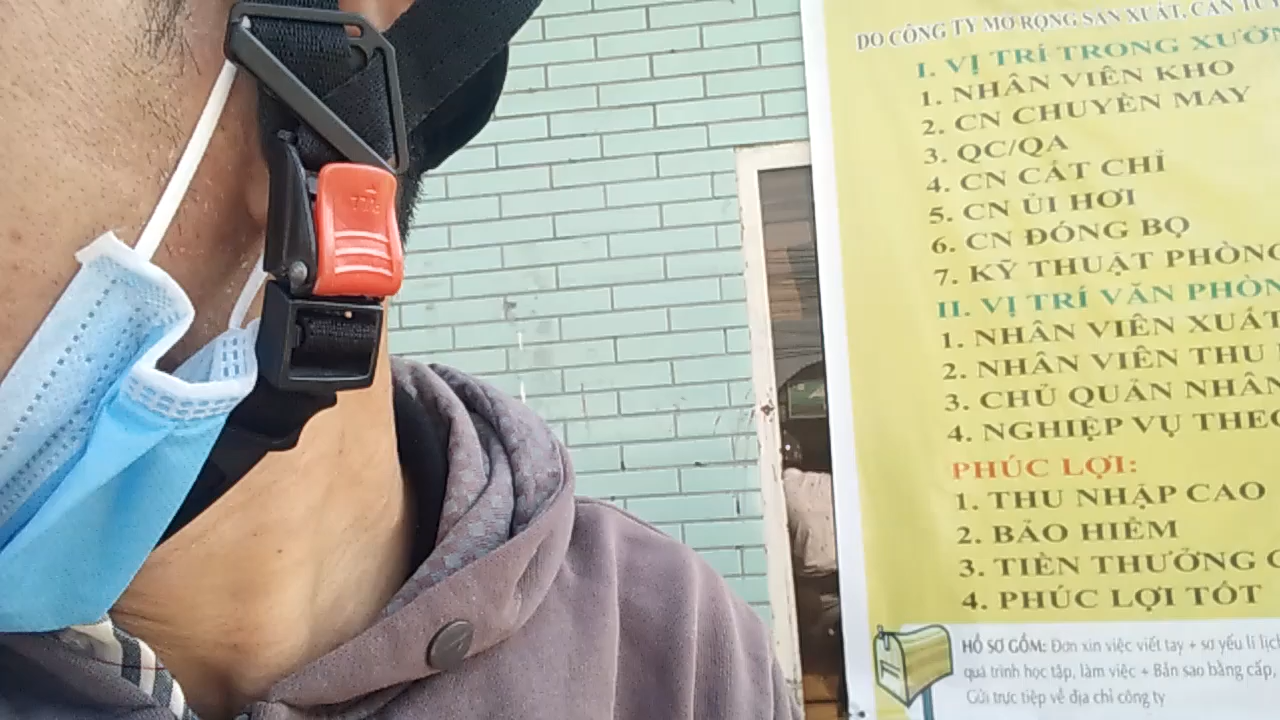 DO CÔNG TY MỞ RỘNG SẢN XUẤT, CẦN
I. VỊ TRÍ TRONG
1. NHÂN VIÊN KHO
2. CN CHUYỀN MAY
3. QC/QA
4. CN CẮT CHỈ
5. CN ỦI HƠI
6. CN ĐÓNG BỘ
7. KỸ THUẬT PHÒNG
II. VỊ TRÍ VĂN
1. NHÂN VIÊN XUẤT
2. NHÂN VIÊN THU
3. CHỦ QUẢN NHÂN
4. NGHIỆP VỤ THEO
PHÚC LỢI:
1. THU NHẬP CAO
2. BẢO HIỂM
3. TIỀN THƯỞNG
4. PHÚC LỢI TỐT
HỒ SƠ GỒM: Đơn xin việc viết tay + sơ yếu lí lịch
quá trình học tập, làm việc + Bản sao bằng cấp,
Gửi trực tiếp về địa chỉ công ty